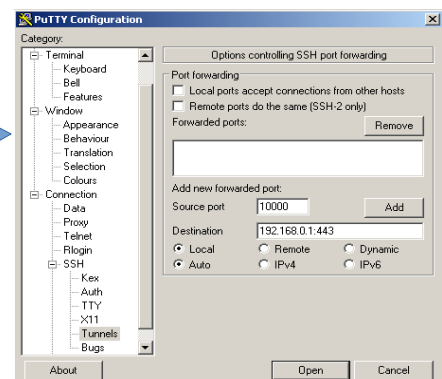 PuTTY Configuration
Category:
Terminal
Keyboard
Bell
Features
Window
Appearance
Behaviour
Translation
Selection
Colours
Connection
Data
Proxy
Telnet
Rlogin
SSH
Kex
Auth
TTY
X11
Tunnels
Bugs
Options controlling SSH port forwarding
Port forwarding
Local ports accept connections from other hosts
Remote ports do the same (SSH-2 only)
Forwarded ports:
Remove
Add new forwarded port:
Source port 10000 Add
Destination 192.168.0.1:443
Local Remote Dynamic
Auto IPv4 IPv6
About Open Cancel